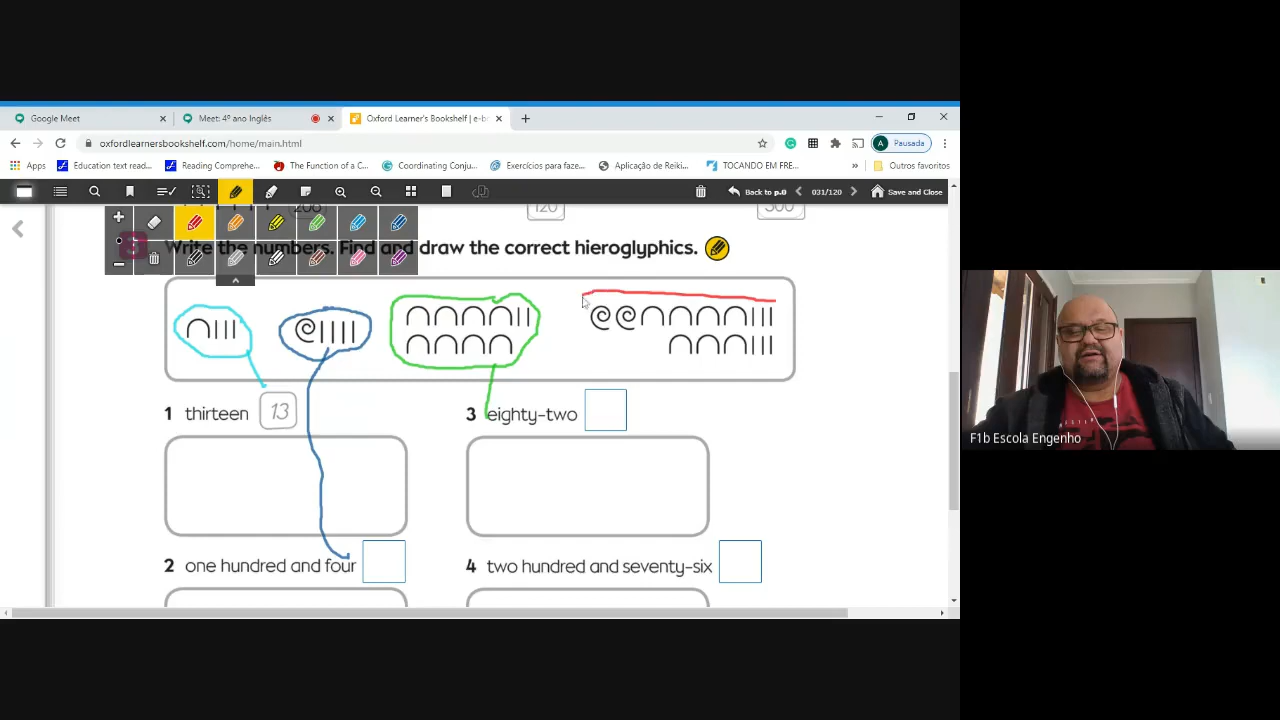 Google Meet
Meet: 4º ano Inglês
Oxford Learner's Bookshelf | e-b
oxfordlearnersbookshelf.com/home/main.html
A Pausada
Apps
Education text read...
Reading Comprehe...
The Function of a C...
Coordinating Conju...
Exercícios para faze...
Aplicação de Reiki...
TOCANDO EM FRE...
»
Outros favoritos
Back to p.0
031/120
Save and Close
200
120
300
3 Write the numbers. Find and draw the correct hieroglyphics.
1 thirteen 13
3 eighty-two
2 one hundred and four
4 two hundred and seventy-six
F1b Escola Engenho